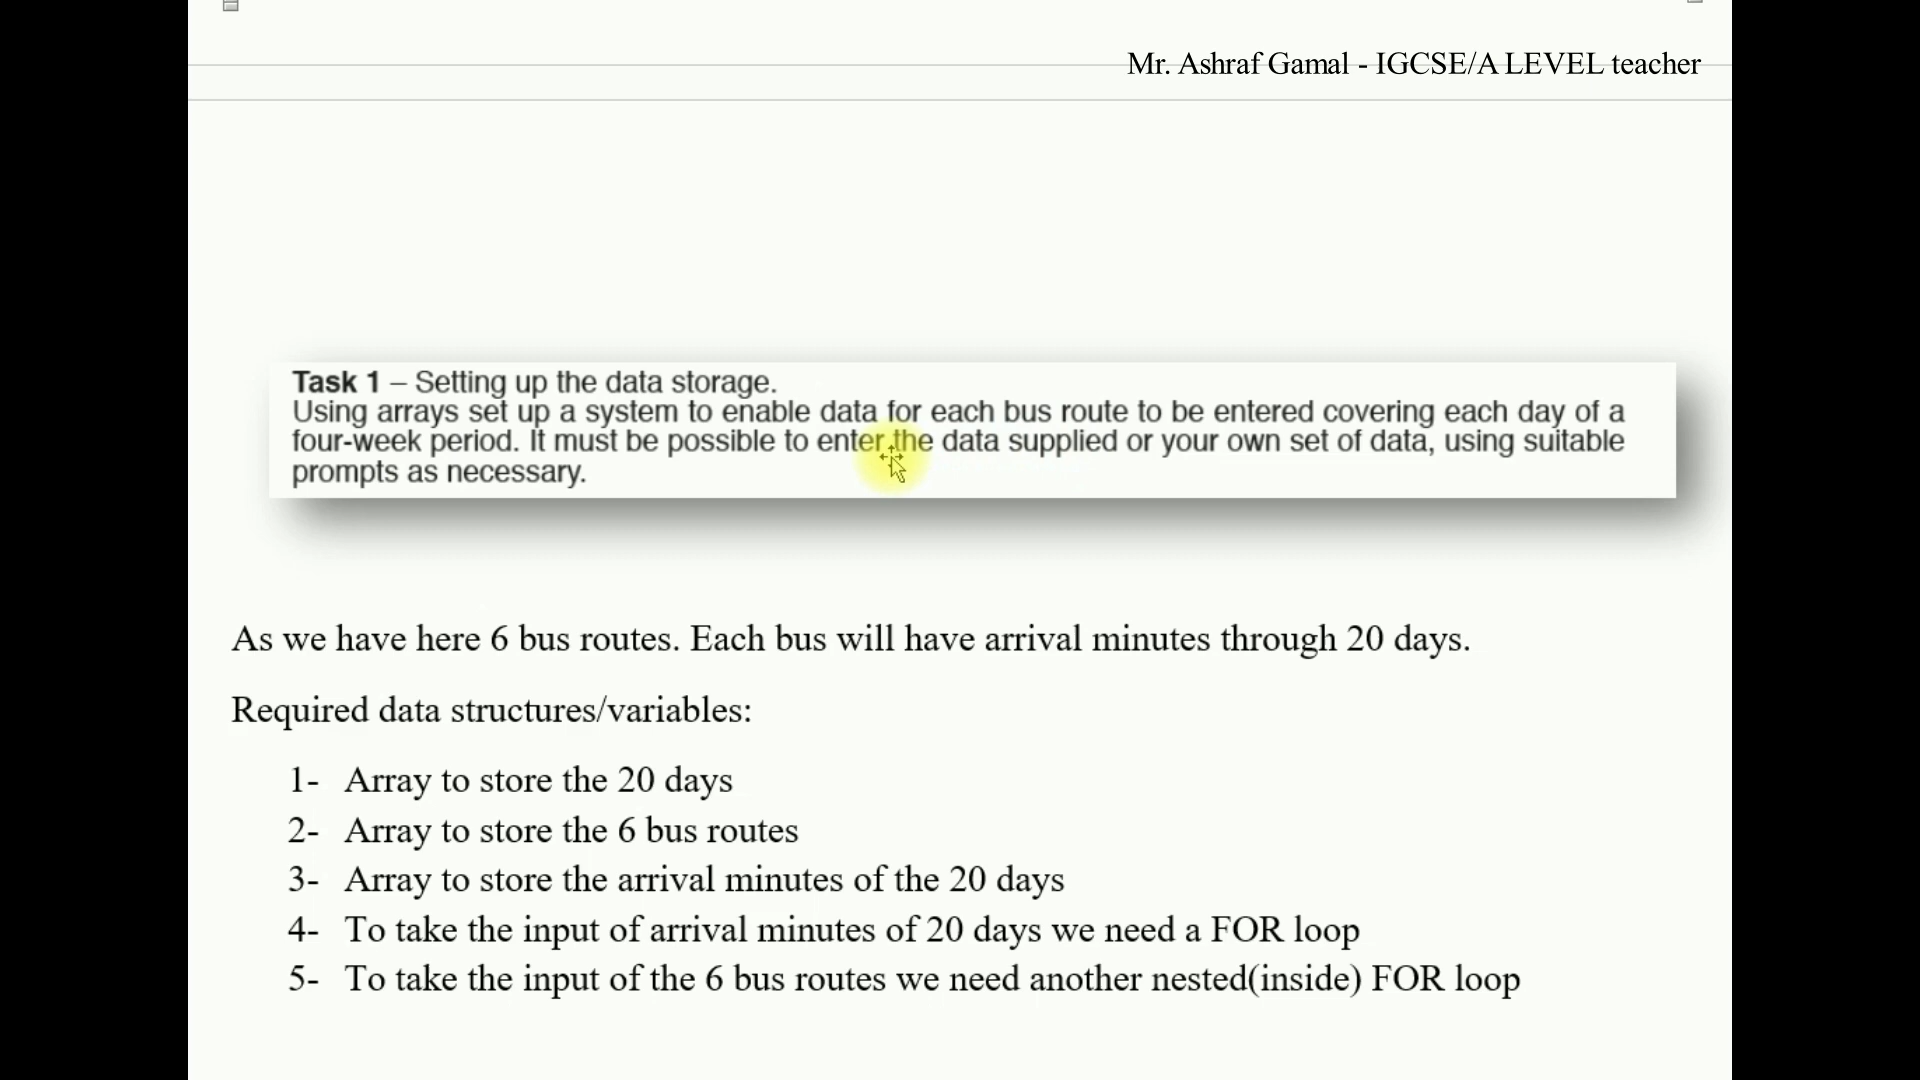 Mr. Ashraf Gamal - IGCSE/A LEVEL teacher
Task 1 – Setting up the data storage.
Using arrays set up a system to enable data for each bus route to be entered covering each day of a
four-week period. It must be possible to enter the data supplied or your own set of data, using suitable
prompts as necessary.
As we have here 6 bus routes. Each bus will have arrival minutes through 20 days.
Required data structures/variables:
1- Array to store the 20 days
2- Array to store the 6 bus routes
3- Array to store the arrival minutes of the 20 days
4- To take the input of arrival minutes of 20 days we need a FOR loop
5- To take the input of the 6 bus routes we need another nested(inside) FOR loop